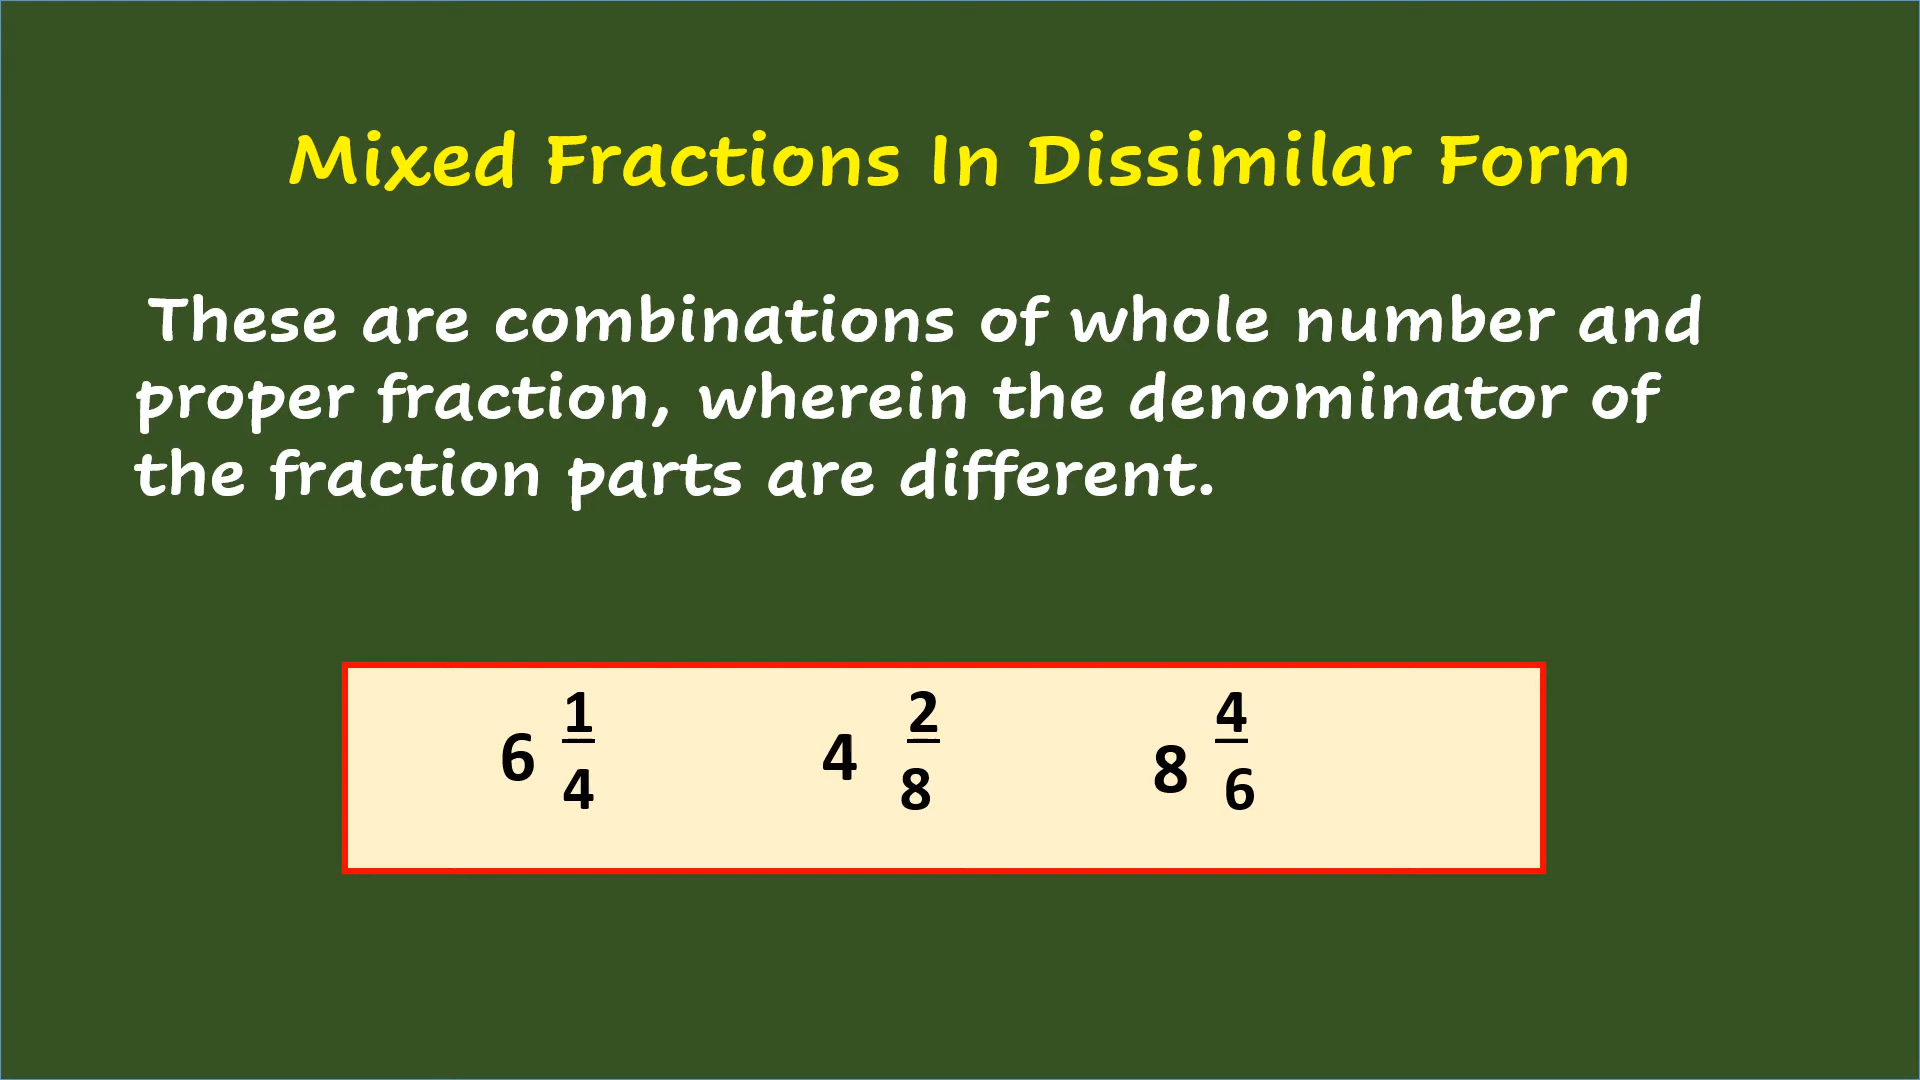 Mixed Fractions In Dissimilar Form
These are combinations of whole number and
proper fraction, wherein the denominator of
the fraction parts are different.
6 1/4 4 2/8 8 4/6